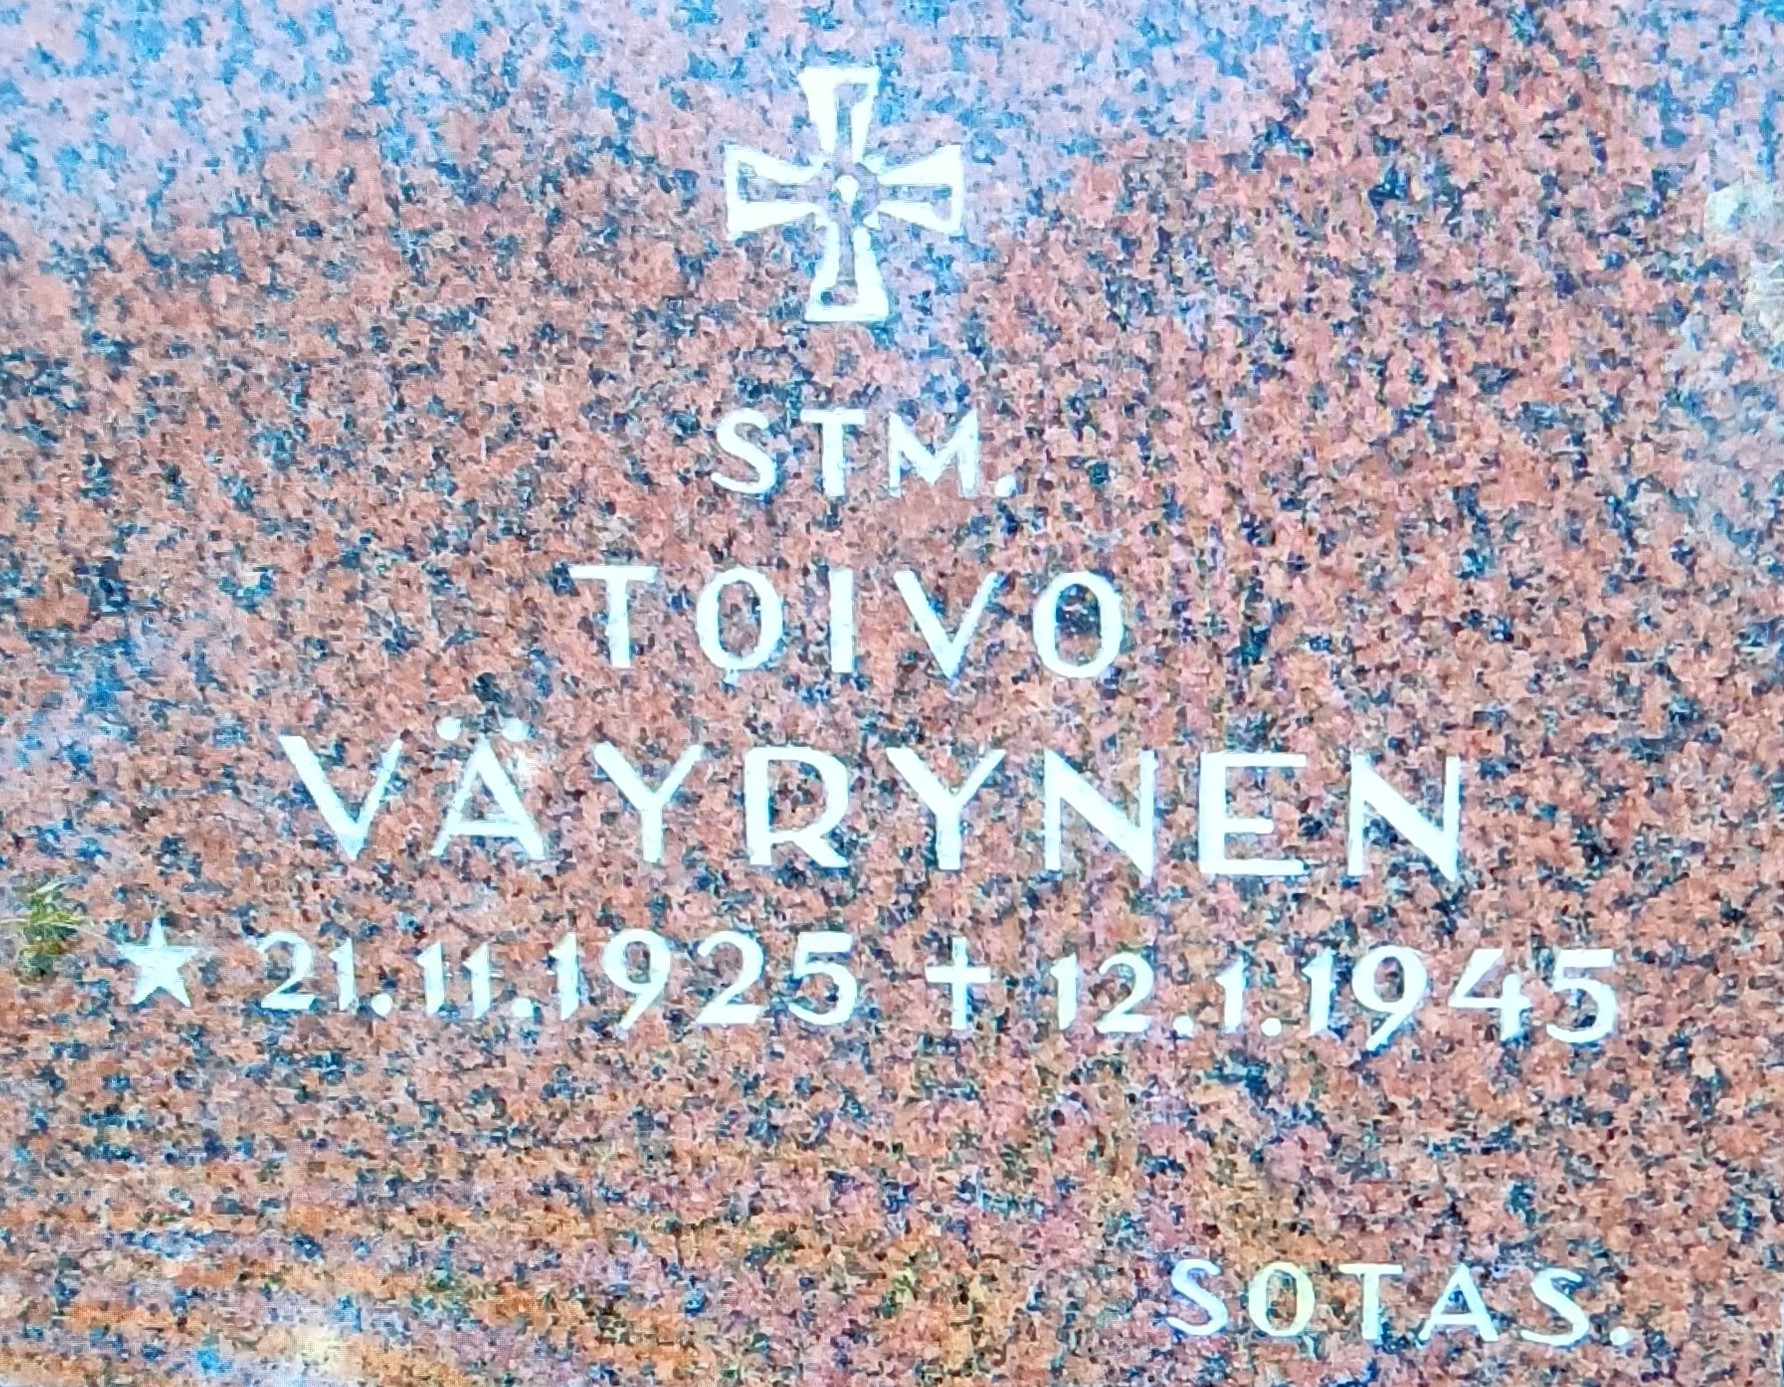 STM.
TOIVO
VÄYRYNEN
★ 21.11.1925 ✝ 12.1.1945
SOTAS.